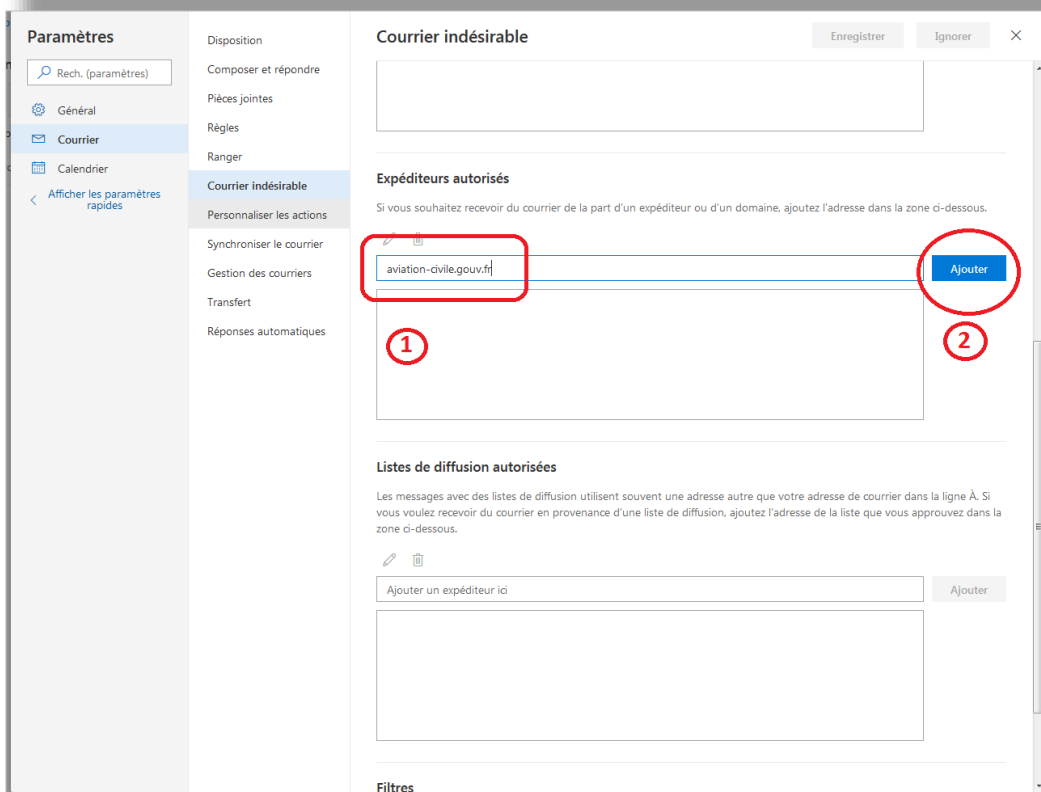 Paramètres
Rech. (paramètres)
Général
Courrier
Calendrier
Afficher les paramètres
rapides
Disposition
Composer et répondre
Pièces jointes
Règles
Ranger
Courrier indésirable
Personnaliser les actions
Synchroniser le courrier
Gestion des courriers
Transfert
Réponses automatiques
Courrier indésirable
Enregistrer
Ignorer
Expéditeurs autorisés
Si vous souhaitez recevoir du courrier de la part d'un expéditeur ou d'un domaine, ajoutez l'adresse dans la zone ci-dessous.
aviation-civile.gouv.fr
Ajouter
1
2
Listes de diffusion autorisées
Les messages avec des listes de diffusion utilisent souvent une adresse autre que votre adresse de courrier dans la ligne À. Si
vous voulez recevoir du courrier en provenance d'une liste de diffusion, ajoutez l'adresse de la liste que vous approuvez dans la
zone ci-dessous.
Ajouter un expéditeur ici
Ajouter
Filtres